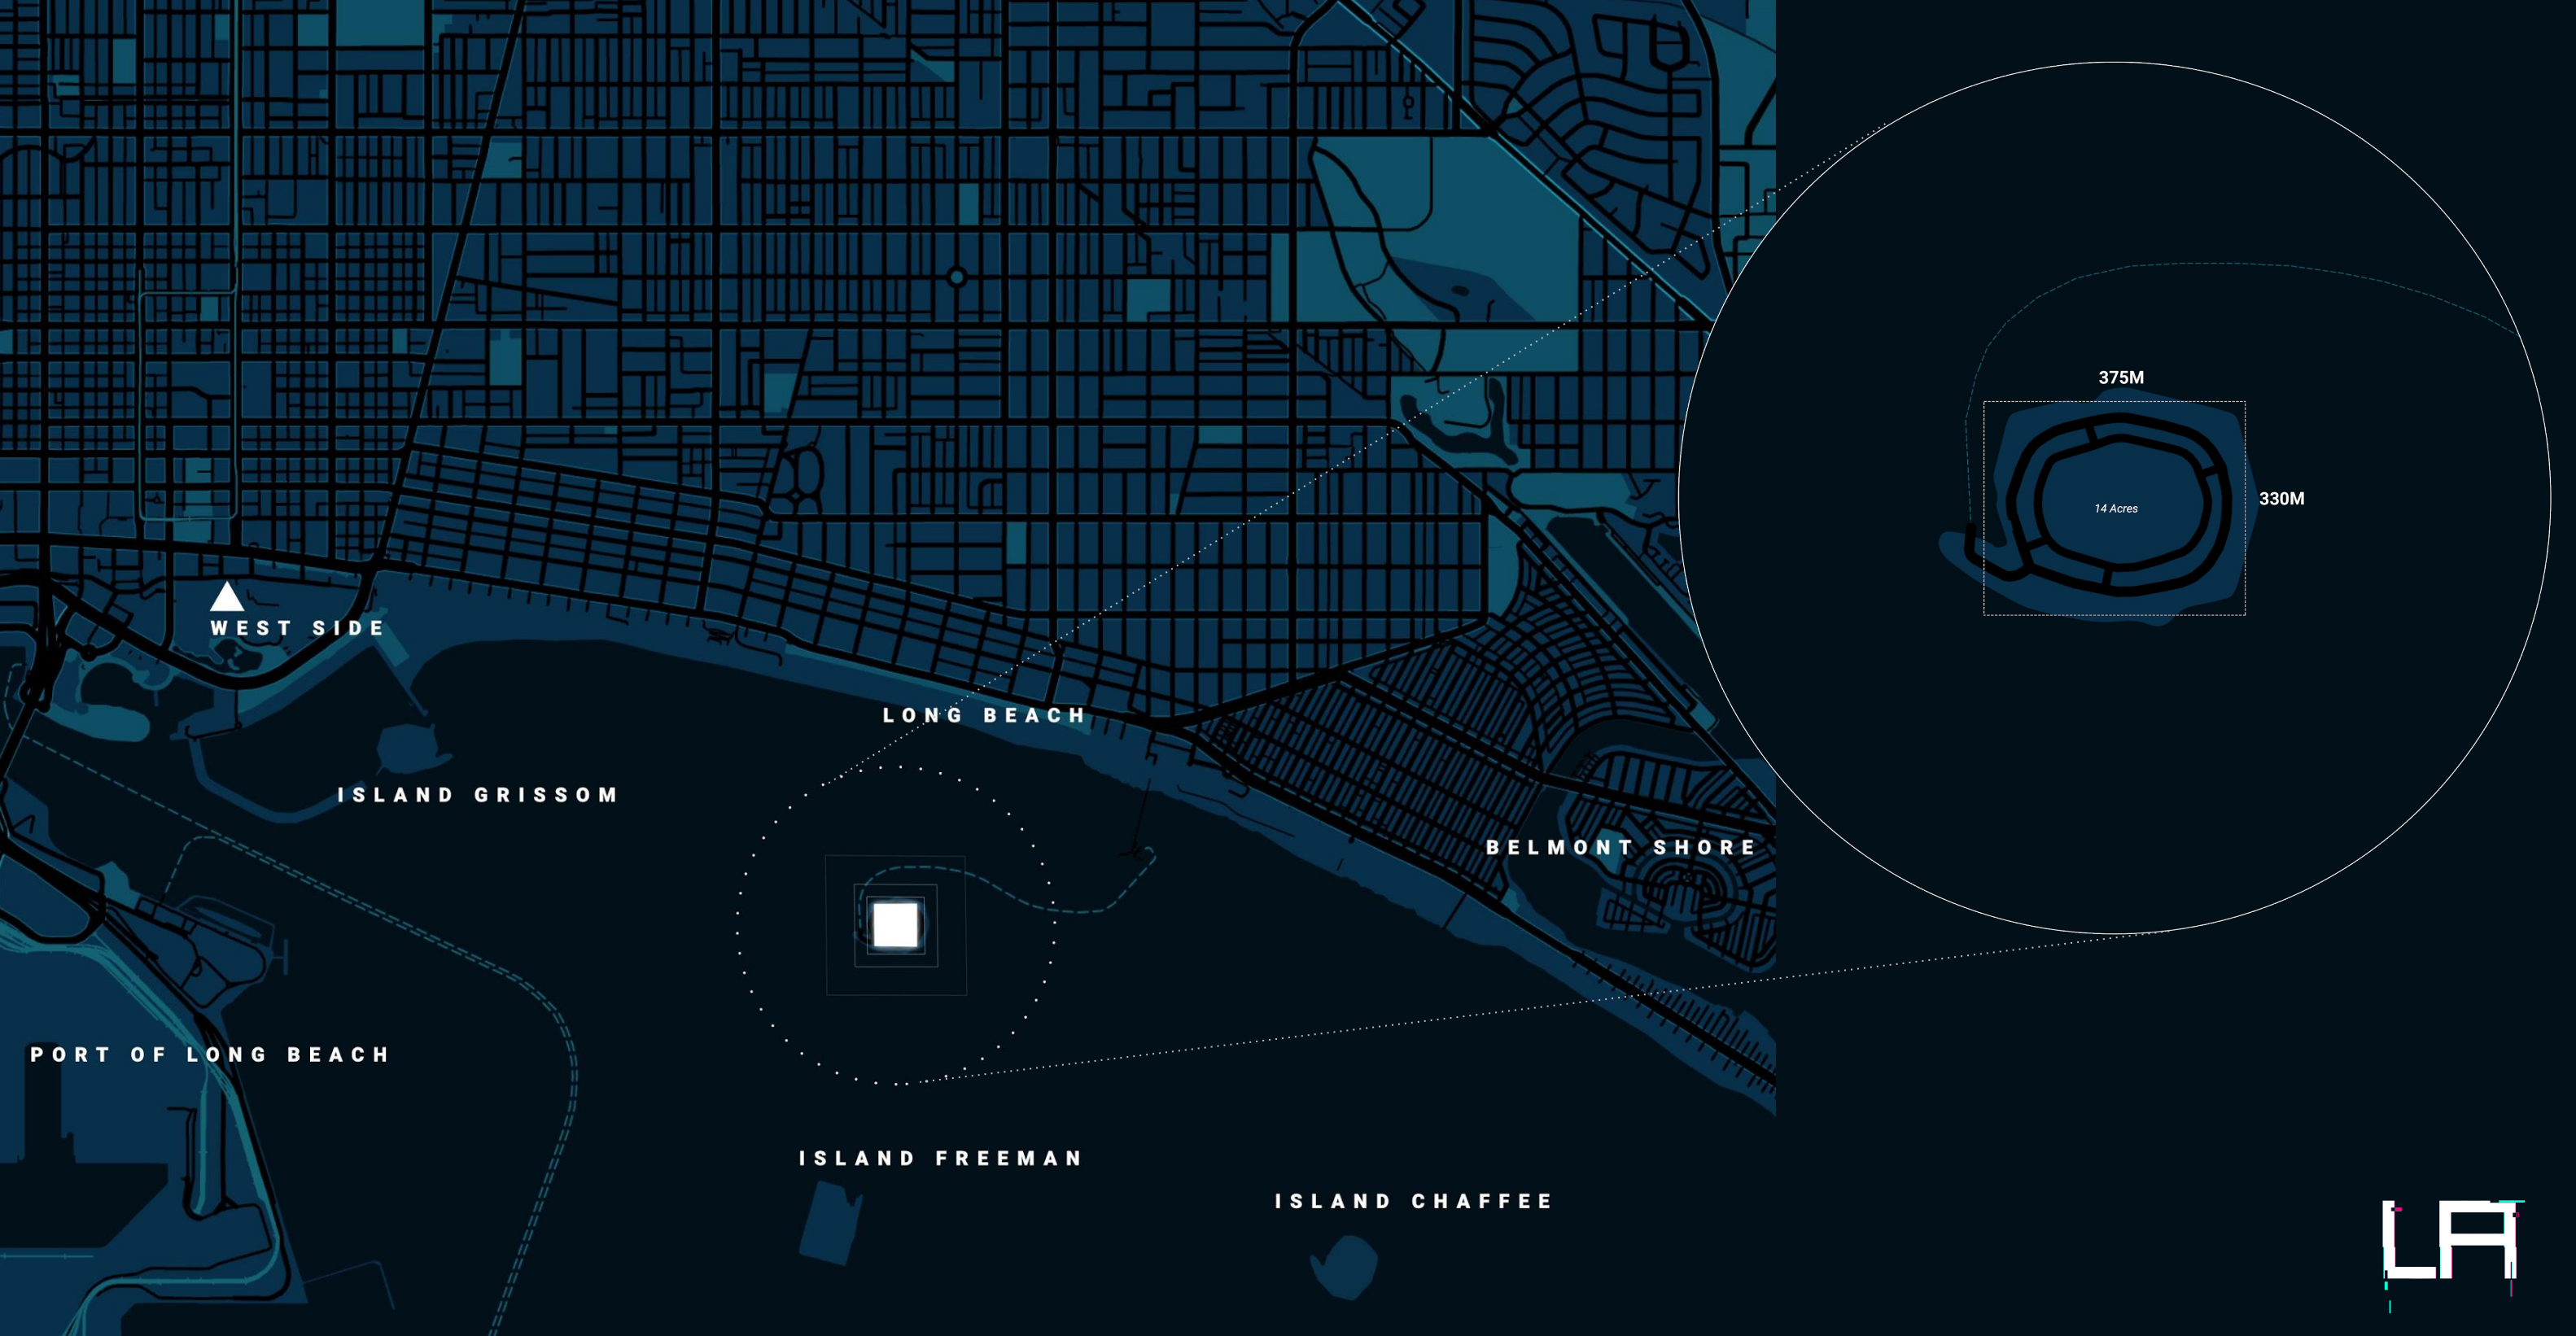 375M
330M
14 Acres
WEST SIDE
LONG BEACH
ISLAND GRISSOM
BELMONT SHORE
PORT OF LONG BEACH
ISLAND FREEMAN
ISLAND CHAFFEE
LA